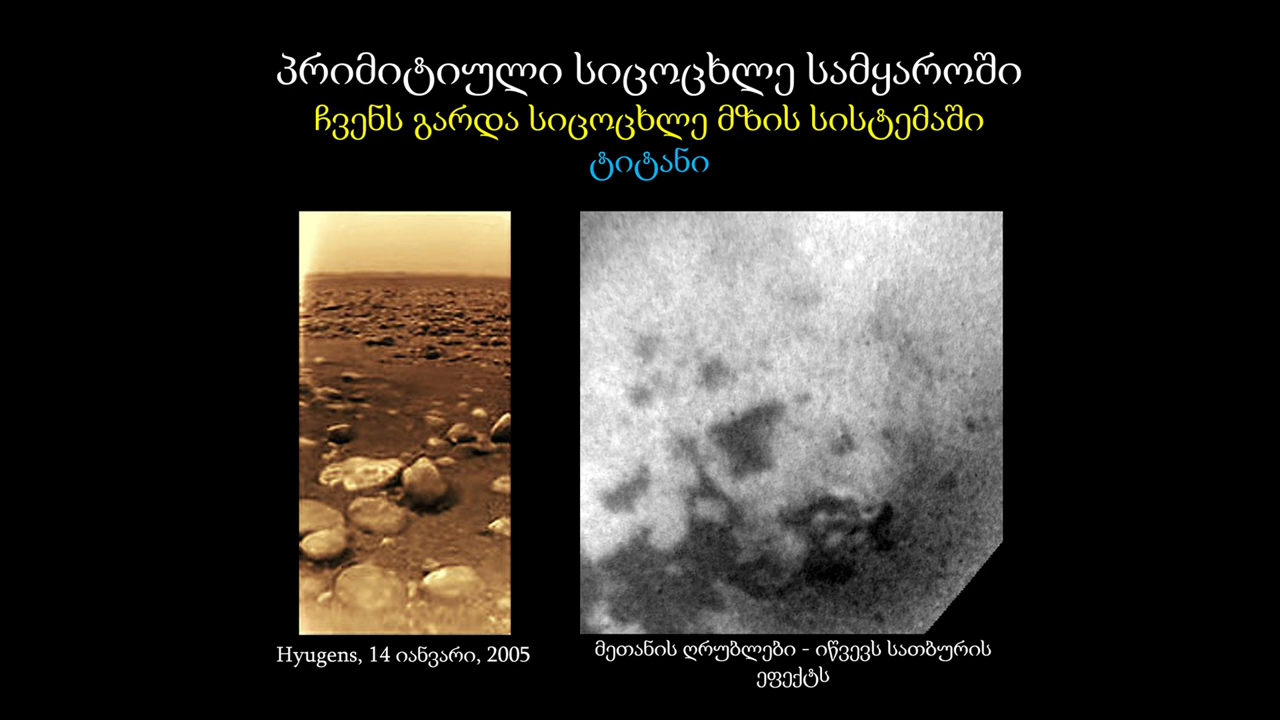 პრიმიტიული სიცოცხლე სამყაროში
ჩვენს გარდა სიცოცხლე მზის სისტემაში
ტიტანი
Hyugens, 14 იანვარი, 2005
მეთანის ღრუბლები - იწვევს სათბურის
ეფექტს